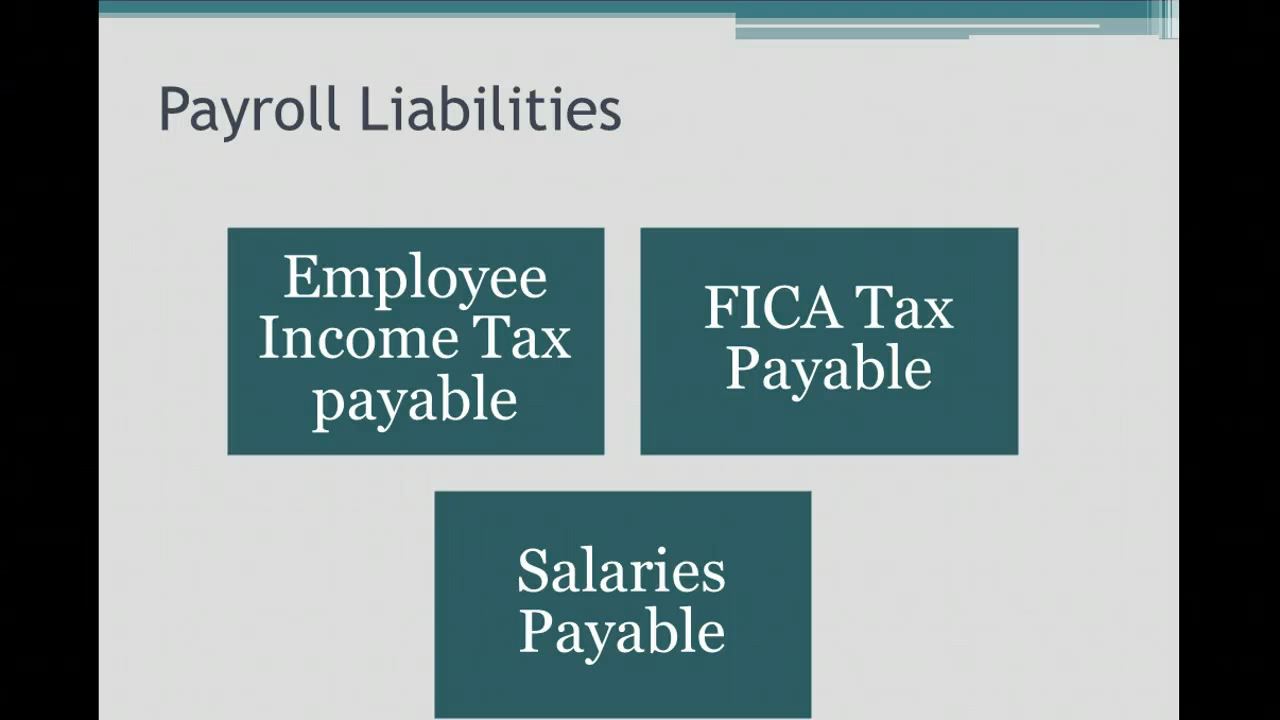 Payroll Liabilities
Employee
Income Tax
payable
FICA Tax
Payable
Salaries
Payable